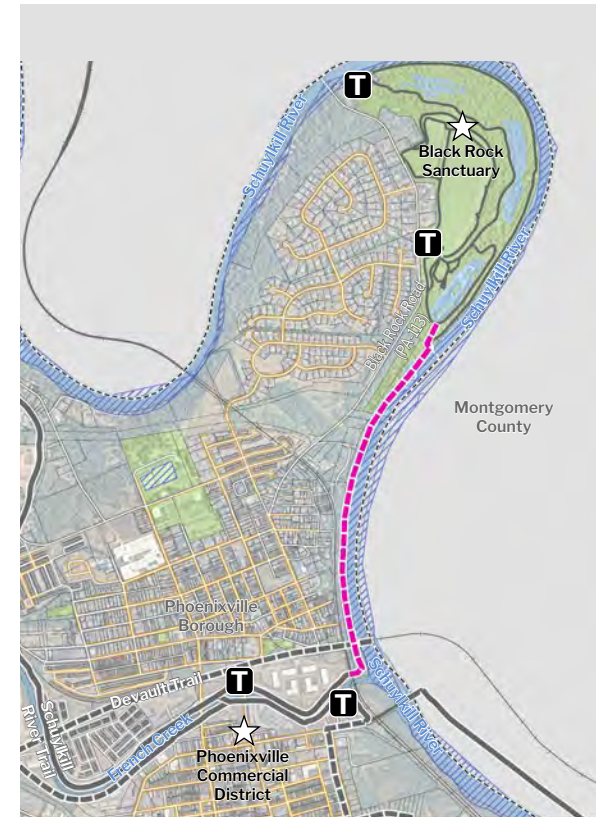 T
Schuylkill River
Black Rock
Sanctuary
T
Schuylkill River
Black Rock Road
(PA 113)
Montgomery
County
Phoenixville
Borough
Devault Trail
T
T
Schuylkill River
Schuylkill
River Trail
French Creek
Phoenixville
Commercial
District